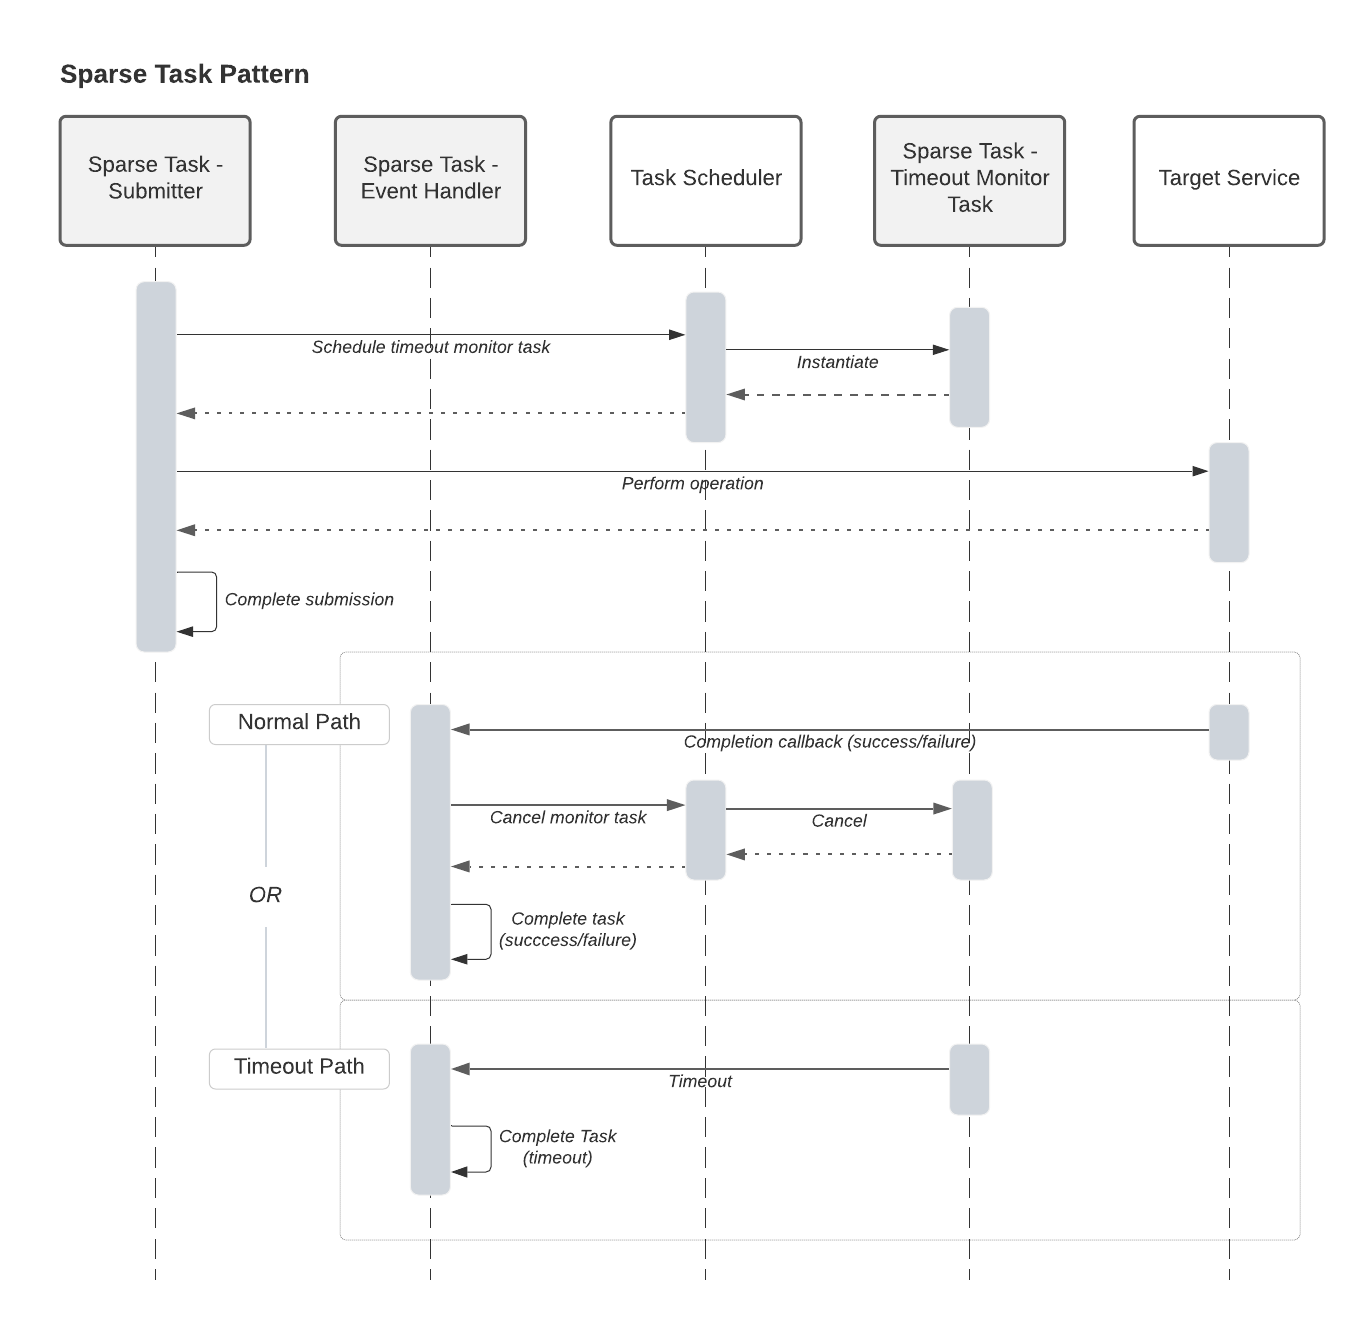 Sparse Task Pattern
Sparse Task -
Submitter
Sparse Task -
Event Handler
Task Scheduler
Sparse Task -
Timeout Monitor
Task
Target Service
Schedule timeout monitor task
Instantiate
Perform operation
Complete submission
Normal Path
Completion callback (success/failure)
Cancel monitor task
Cancel
OR
Complete task
(succcess/failure)
Timeout Path
Timeout
Complete Task
(timeout)